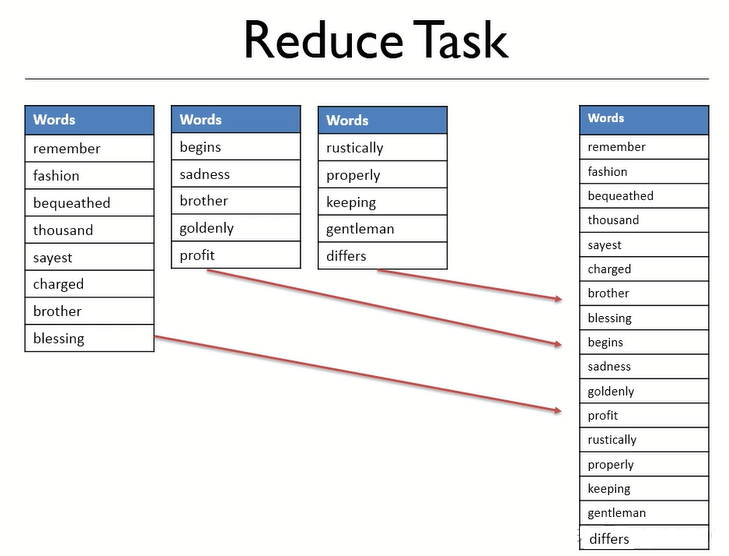 Reduce Task
Words
remember
fashion
bequeathed
thousand
sayest
charged
brother
blessing
Words
begins
sadness
brother
goldenly
profit
Words
rustically
properly
keeping
gentleman
differs
Words
remember
fashion
bequeathed
thousand
sayest
charged
brother
blessing
begins
sadness
goldenly
profit
rustically
properly
keeping
gentleman
differs